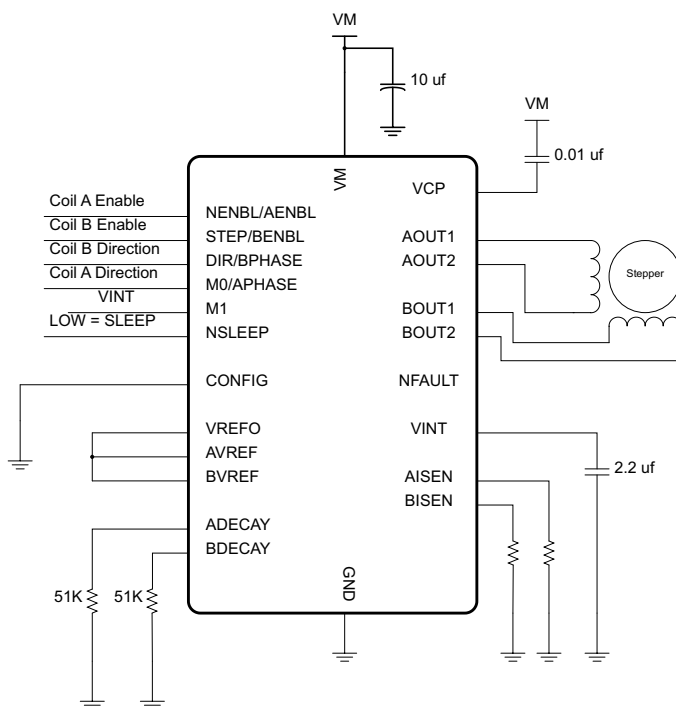 VM
10 uf
VM
0.01 uf
VM
VCP
Coil A Enable
NENBL/AENBL
Coil B Enable
STEP/BENBL
AOUT1
Coil B Direction
DIR/BPHASE
AOUT2
Stepper
Coil A Direction
M0/APHASE
VINT
M1
BOUT1
LOW = SLEEP
NSLEEP
BOUT2
CONFIG
NFAULT
VREFO
VINT
AVREF
2.2 uf
BVREF
AISEN
BISEN
ADECAY
BDECAY
GND
51K
51K